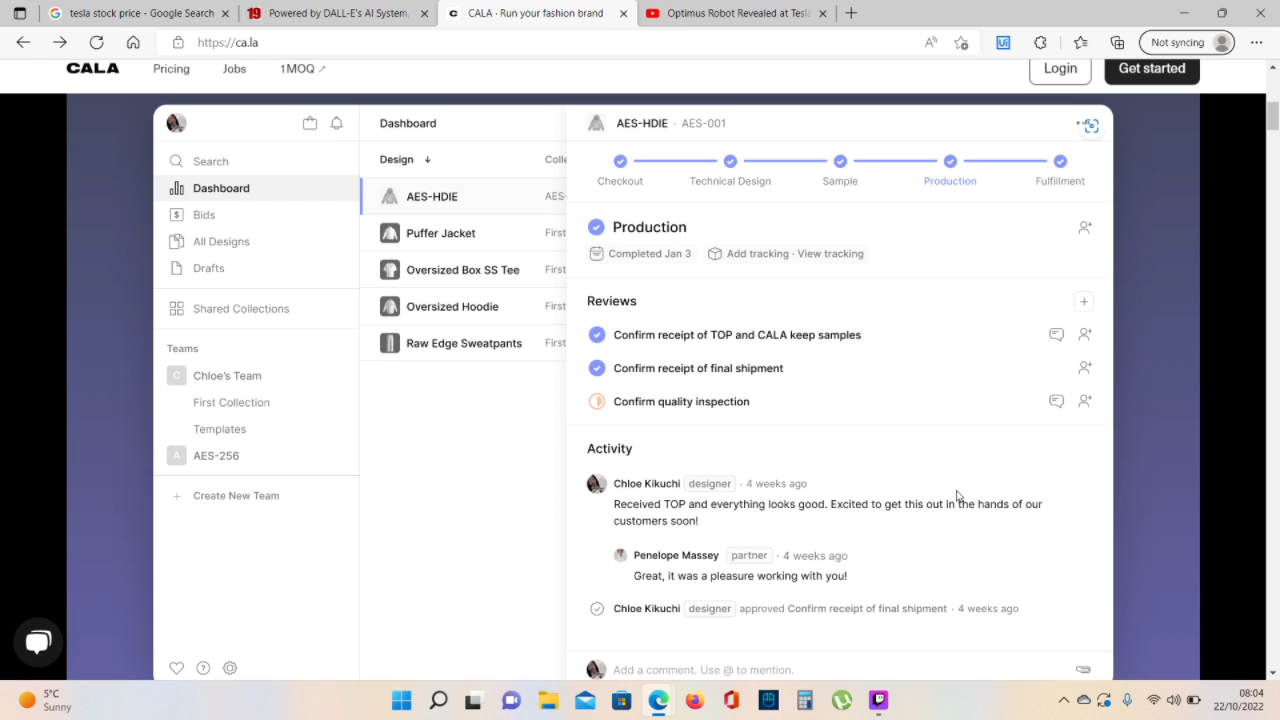 tesla stock price - Google Search
Powered by DALL-E's AI System,
CALA · Run your fashion brand
Optimus Robot Revealed at Tesla
https://ca.la
Not syncing
CALA
Pricing
Jobs
1MOQ ↗
Login
Get started
Search
Dashboard
Bids
All Designs
Drafts
Shared Collections
Teams
C Chloe's Team
First Collection
Templates
A AES-256
+ Create New Team
Dashboard
Design ↓ Colle
AES-HDIE AES-
Puffer Jacket First
Oversized Box SS Tee First
Oversized Hoodie First
Raw Edge Sweatpants First
AES-HDIE · AES-001
Checkout Technical Design Sample Production Fulfillment
Production
Completed Jan 3 Add tracking · View tracking
Reviews
Confirm receipt of TOP and CALA keep samples
Confirm receipt of final shipment
Confirm quality inspection
Activity
Chloe Kikuchi designer · 4 weeks ago
Received TOP and everything looks good. Excited to get this out in the hands of our
customers soon!
Penelope Massey partner · 4 weeks ago
Great, it was a pleasure working with you!
Chloe Kikuchi designer approved Confirm receipt of final shipment · 4 weeks ago
Add a comment. Use @ to mention.
5°C
Sunny
08:04
22/10/2022